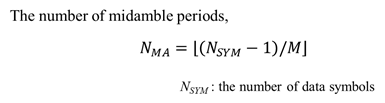 The number of midamble periods,
N_MA = ⌊(N_SYM − 1)/M⌋
N_SYM : the number of data symbols